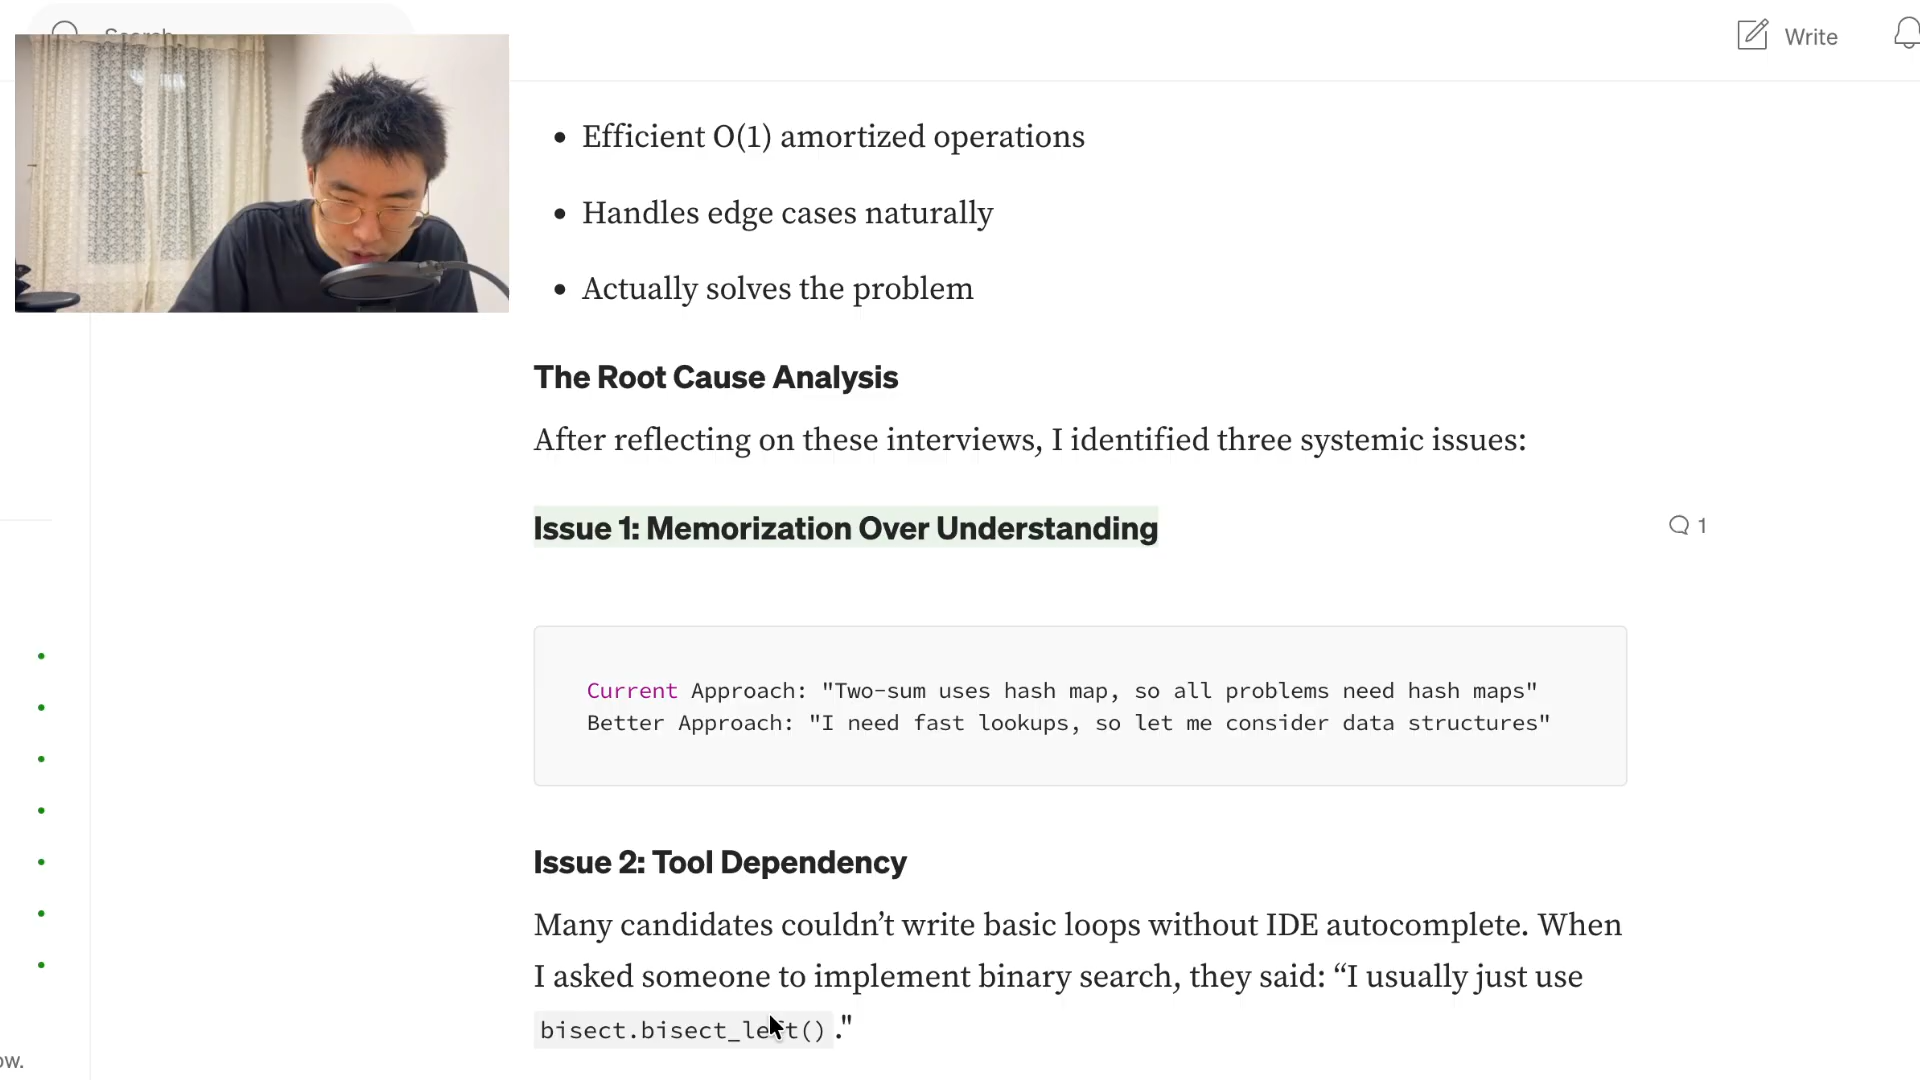 Search
Write
Efficient O(1) amortized operations
Handles edge cases naturally
Actually solves the problem
The Root Cause Analysis
After reflecting on these interviews, I identified three systemic issues:
Issue 1: Memorization Over Understanding
1
Current Approach: "Two-sum uses hash map, so all problems need hash maps"
Better Approach: "I need fast lookups, so let me consider data structures"
Issue 2: Tool Dependency
Many candidates couldn’t write basic loops without IDE autocomplete. When
I asked someone to implement binary search, they said: “I usually just use
bisect.bisect_left() ."
ow.